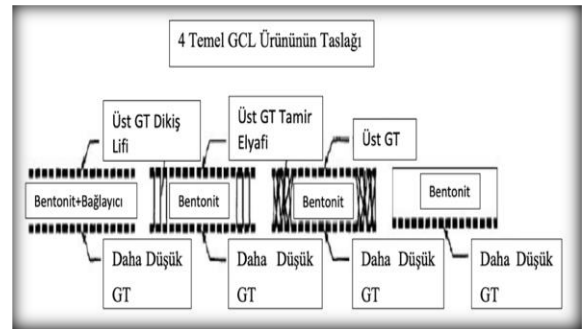 4 Temel GCL Ürününün Taslağı
Üst GT Dikiş
Lifi
Üst GT Tamir
Elyafi
Üst GT
Bentonit+Bağlayıcı
Bentonit
Bentonit
Bentonit
Daha Düşük
GT
Daha Düşük
GT
Daha Düşük
GT
Daha Düşük
GT